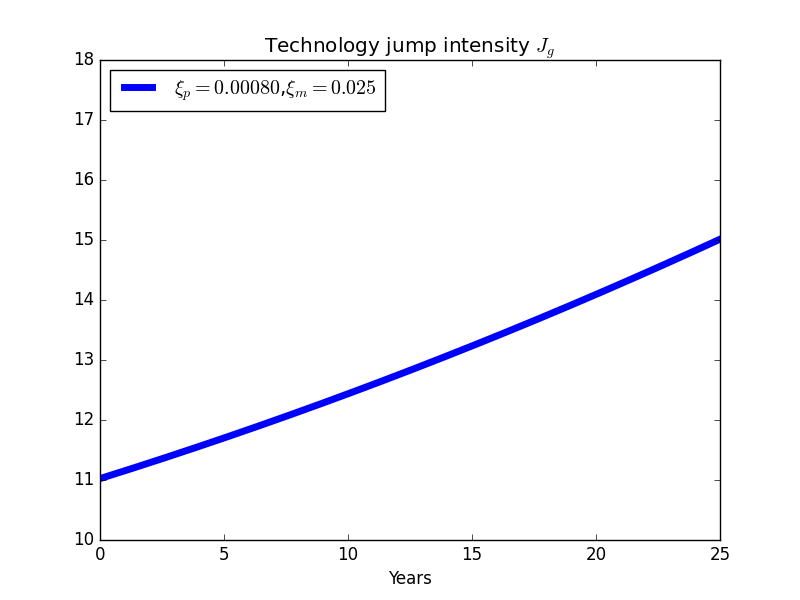 Technology jump intensity J_g
ξ_p = 0.00080,ξ_m = 0.025
18
17
16
15
14
13
12
11
10
0 5 10 15 20 25
Years